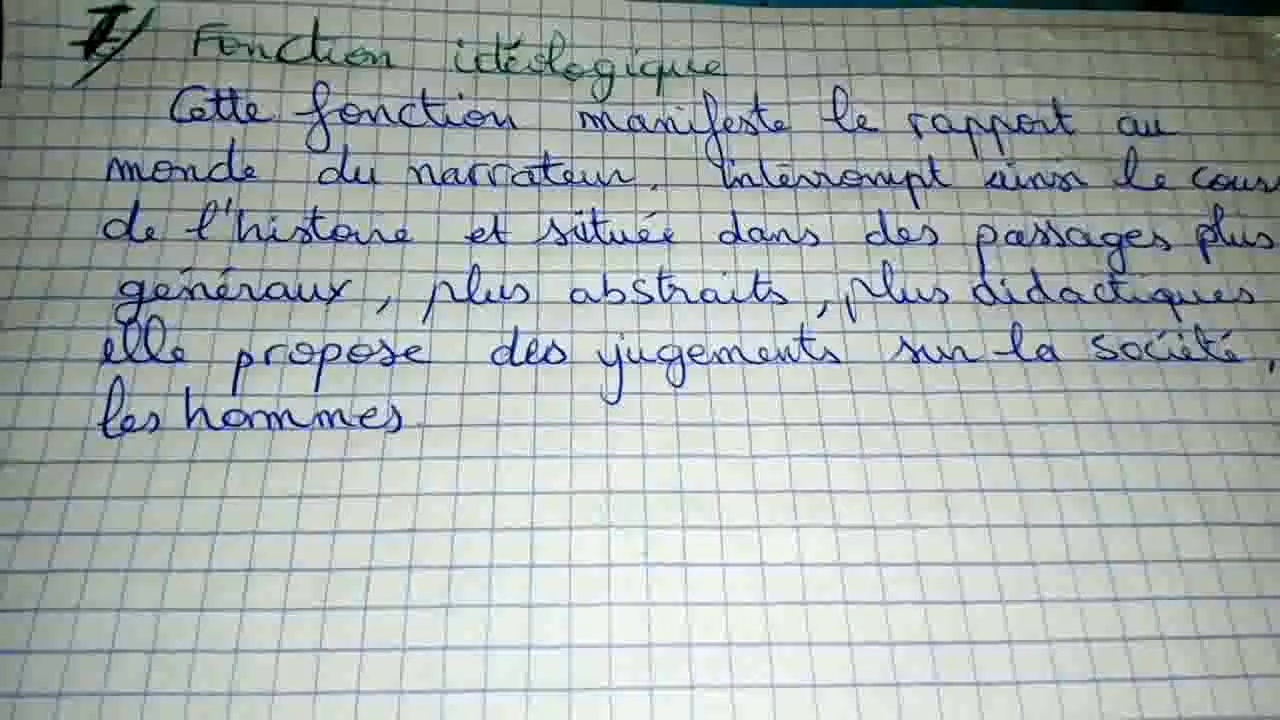 I/ Fonction idéologique
Cette fonction manifeste le rapport au
monde du narrateur. Interrompt ainsi le cours
de l'histoire et située dans des passages plus
généraux, plus abstraits, plus didactiques
elle propose des jugements sur la société,
les hommes